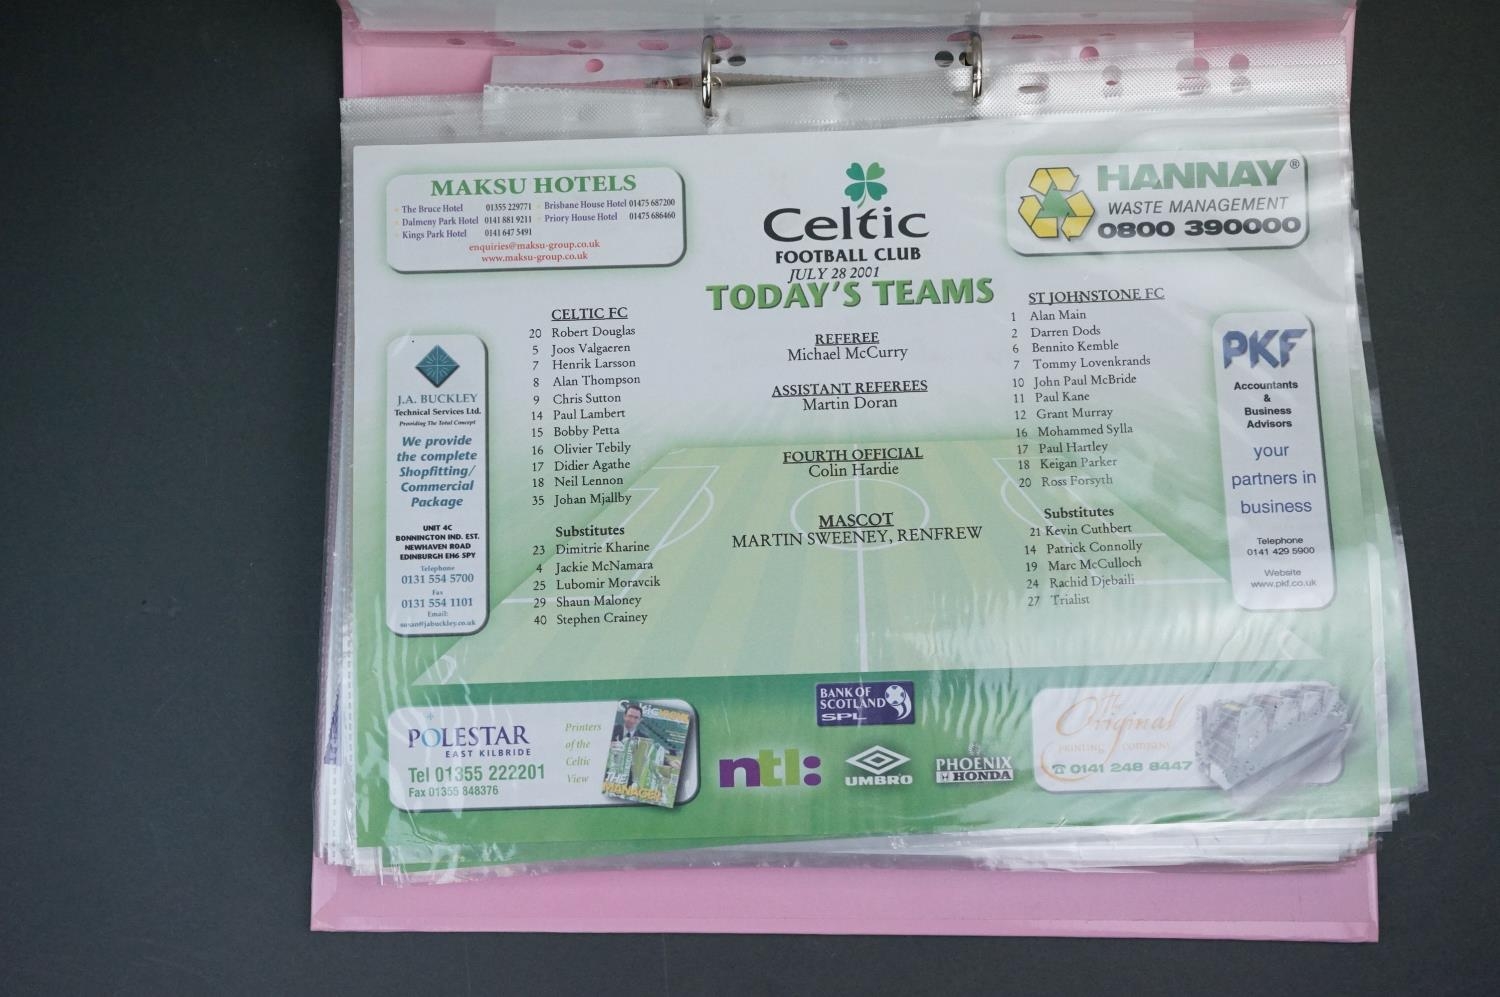 MAKSU HOTELS
The Bruce Hotel 01355 229771
Brisbane House Hotel 01475 687200
Dalmeny Park Hotel 0141 881 9211
Priory House Hotel 01475 686460
Kings Park Hotel 0141 647 5491
enquiries@maksu-group.co.uk
www.maksu-group.co.uk
Celtic
FOOTBALL CLUB
JULY 28 2001
TODAY'S TEAMS
HANNAY®
WASTE MANAGEMENT
0800 390000
J.A. BUCKLEY
Technical Services Ltd.
Providing The Total Concept
We provide
the complete
Shopfitting/
Commercial
Package
UNIT 4C
BONNINGTON IND. EST.
NEWHAVEN ROAD
EDINBURGH EH6 5PY
Telephone
0131 554 5700
Fax
0131 554 1101
Email:
susan@jabuckley.co.uk
CELTIC FC
20 Robert Douglas
5 Joos Valgaeren
7 Henrik Larsson
8 Alan Thompson
9 Chris Sutton
14 Paul Lambert
15 Bobby Petta
16 Olivier Tebily
17 Didier Agathe
18 Neil Lennon
35 Johan Mjallby
Substitutes
23 Dimitrie Kharine
4 Jackie McNamara
25 Lubomir Moravcik
29 Shaun Maloney
40 Stephen Crainey
REFEREE
Michael McCurry
ASSISTANT REFEREES
Martin Doran
FOURTH OFFICIAL
Colin Hardie
MASCOT
MARTIN SWEENEY, RENFREW
ST JOHNSTONE FC
1 Alan Main
2 Darren Dods
6 Bennito Kemble
7 Tommy Lovenkrands
10 John Paul McBride
11 Paul Kane
12 Grant Murray
16 Mohammed Sylla
17 Paul Hartley
18 Keigan Parker
20 Ross Forsyth
Substitutes
21 Kevin Cuthbert
14 Patrick Connolly
19 Marc McCulloch
24 Rachid Djebaili
27 Trialist
PKF
Accountants
&
Business
Advisors
your
partners in
business
Telephone
0141 429 5900
Website
www.pkf.co.uk
POLESTAR
EAST KILBRIDE
Tel 01355 222201
Fax 01355 848376
Printers
of the
Celtic
View
THE
MANAGER
BANK OF
SCOTLAND
SPL
ntl:
UMBRO
PHOENIX
HONDA
The
Original
PRINTING COMPANY
☎ 0141 248 8447